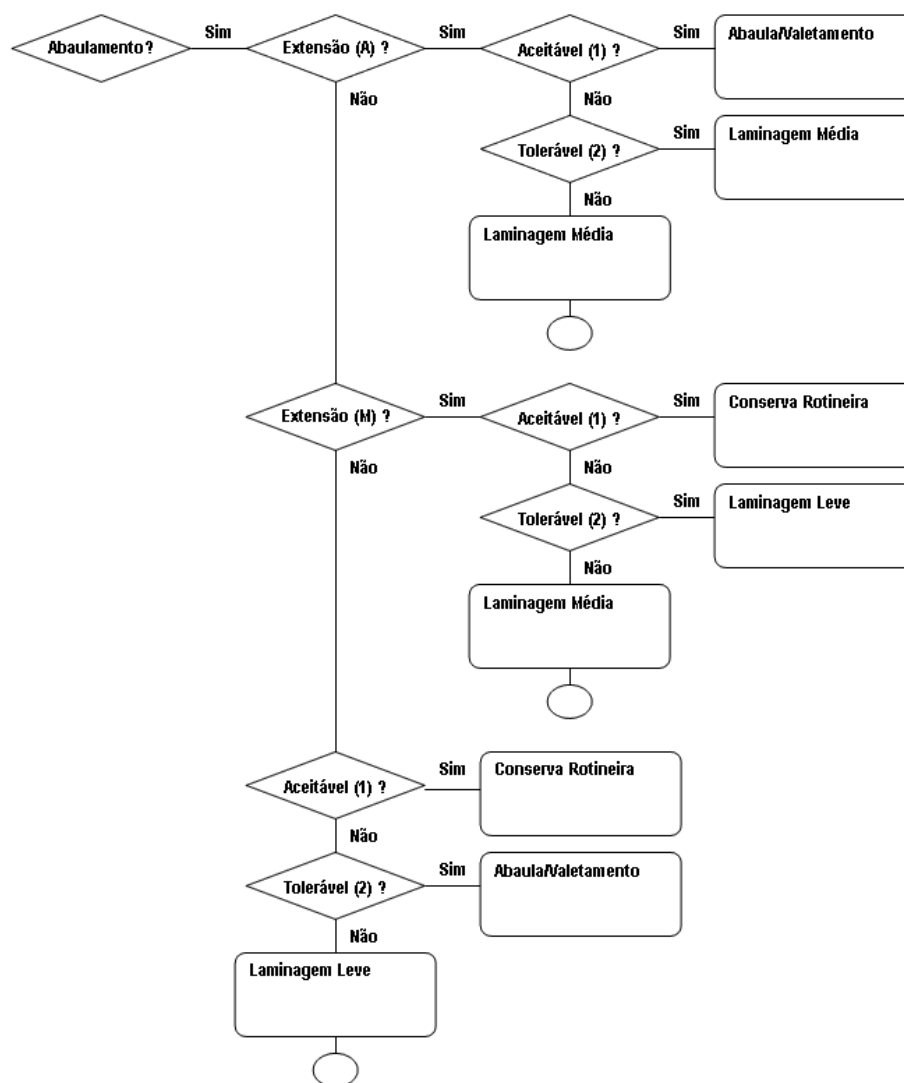 Abaulamento?
Sim
Extensão (A) ?
Sim
Aceitável (1) ?
Sim
Abaula/Valetamento
Não
Não
Tolerável (2) ?
Sim
Laminagem Média
Não
Laminagem Média
Extensão (M) ?
Sim
Aceitável (1) ?
Sim
Conserva Rotineira
Não
Não
Tolerável (2) ?
Sim
Laminagem Leve
Não
Laminagem Média
Aceitável (1) ?
Sim
Conserva Rotineira
Não
Tolerável (2) ?
Sim
Abaula/Valetamento
Não
Laminagem Leve